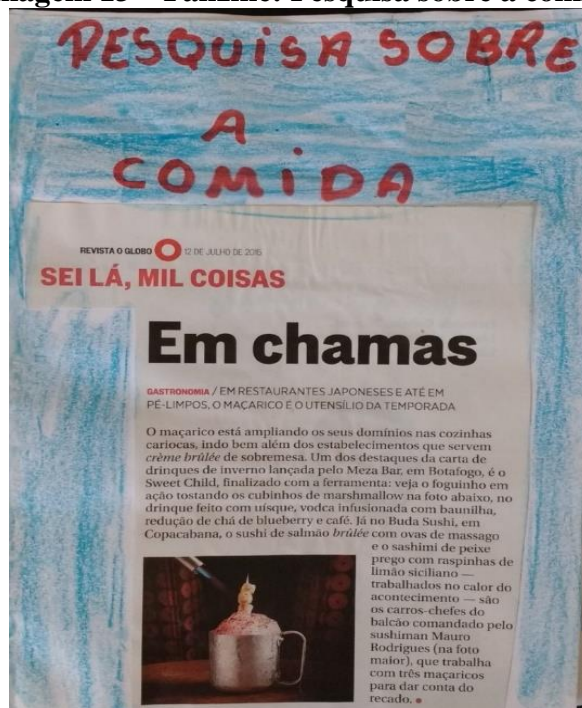 PESQUISA SOBRE
A
COMIDA
REVISTA O GLOBO 12 DE JULHO DE 2015
SEI LÁ, MIL COISAS
Em chamas
GASTRONOMIA / EM RESTAURANTES JAPONESES E ATÉ EM
PÉ-LIMPOS, O MAÇARICO É O UTENSÍLIO DA TEMPORADA
O maçarico está ampliando os seus domínios nas cozinhas
cariocas, indo bem além dos estabelecimentos que servem
crème brûlée de sobremesa. Um dos destaques da carta de
drinques de inverno lançada pelo Meza Bar, em Botafogo, é o
Sweet Child, finalizado com a ferramenta: veja o foguinho em
ação tostando os cubinhos de marshmallow na foto abaixo, no
drinque feito com uísque, vodca infusionada com baunilha,
redução de chá de blueberry e café. Já no Buda Sushi, em
Copacabana, o sushi de salmão brûlée com ovas de massago
e o sashimi de peixe
prego com raspinhas de
limão siciliano —
trabalhados no calor do
acontecimento — são
os carros-chefes do
balcão comandado pelo
sushiman Mauro
Rodrigues (na foto
maior), que trabalha
com três maçaricos
para dar conta do
recado.